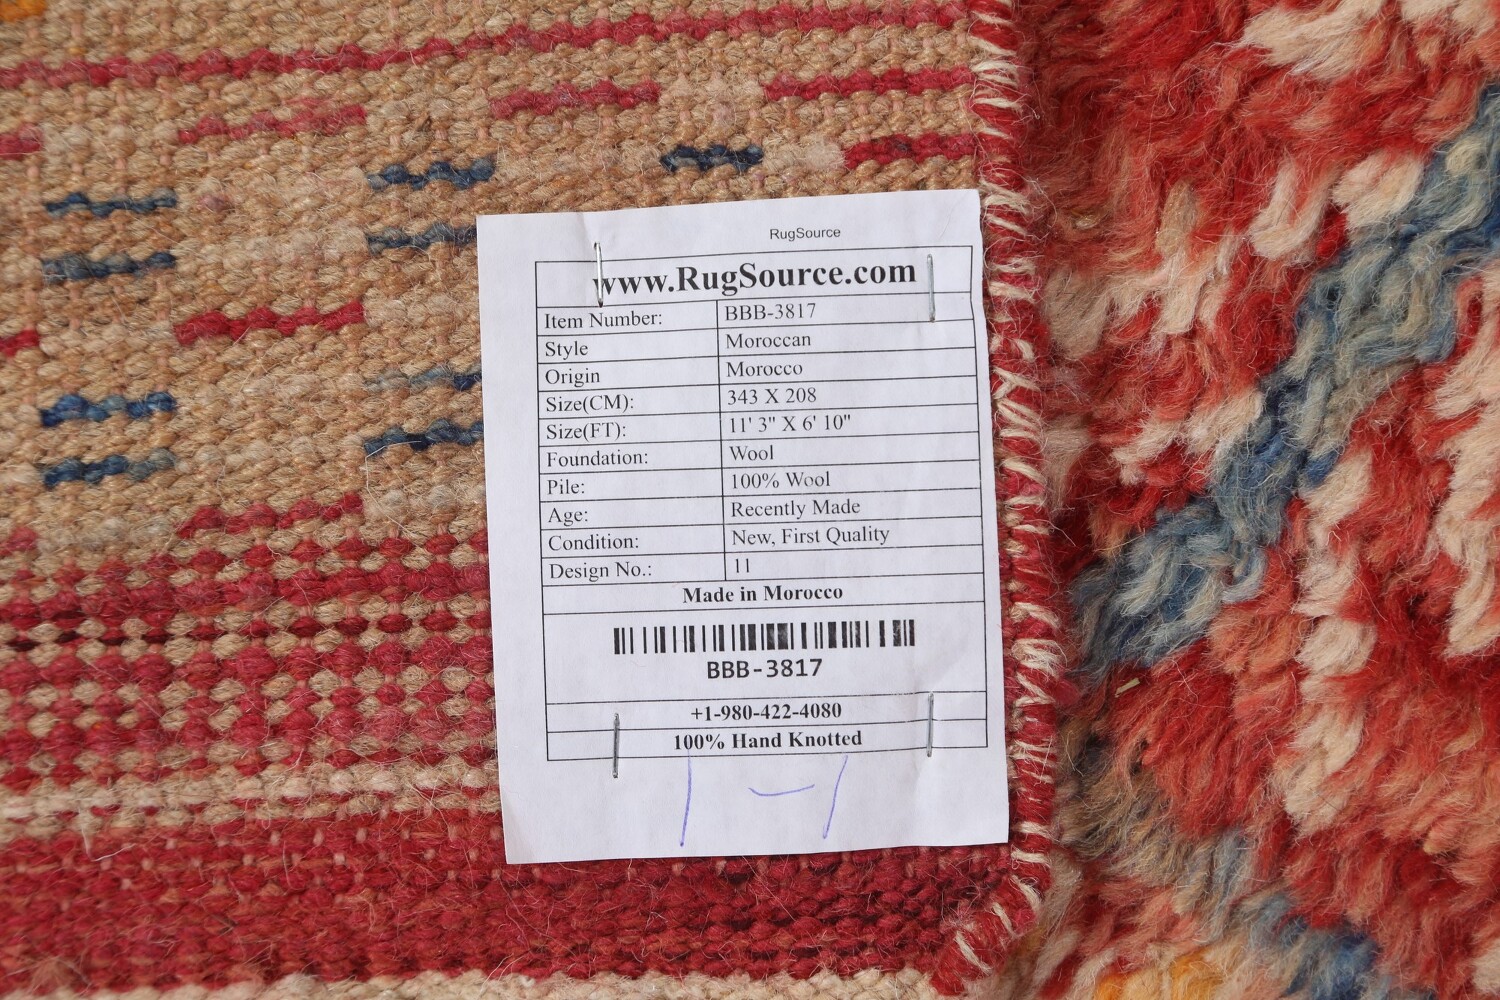 RugSource
www.RugSource.com
Item Number: BBB-3817
Style Moroccan
Origin Morocco
Size(CM): 343 X 208
Size(FT): 11' 3" X 6' 10"
Foundation: Wool
Pile: 100% Wool
Age: Recently Made
Condition: New, First Quality
Design No.: 11
Made in Morocco
BBB-3817
+1-980-422-4080
100% Hand Knotted
1-1